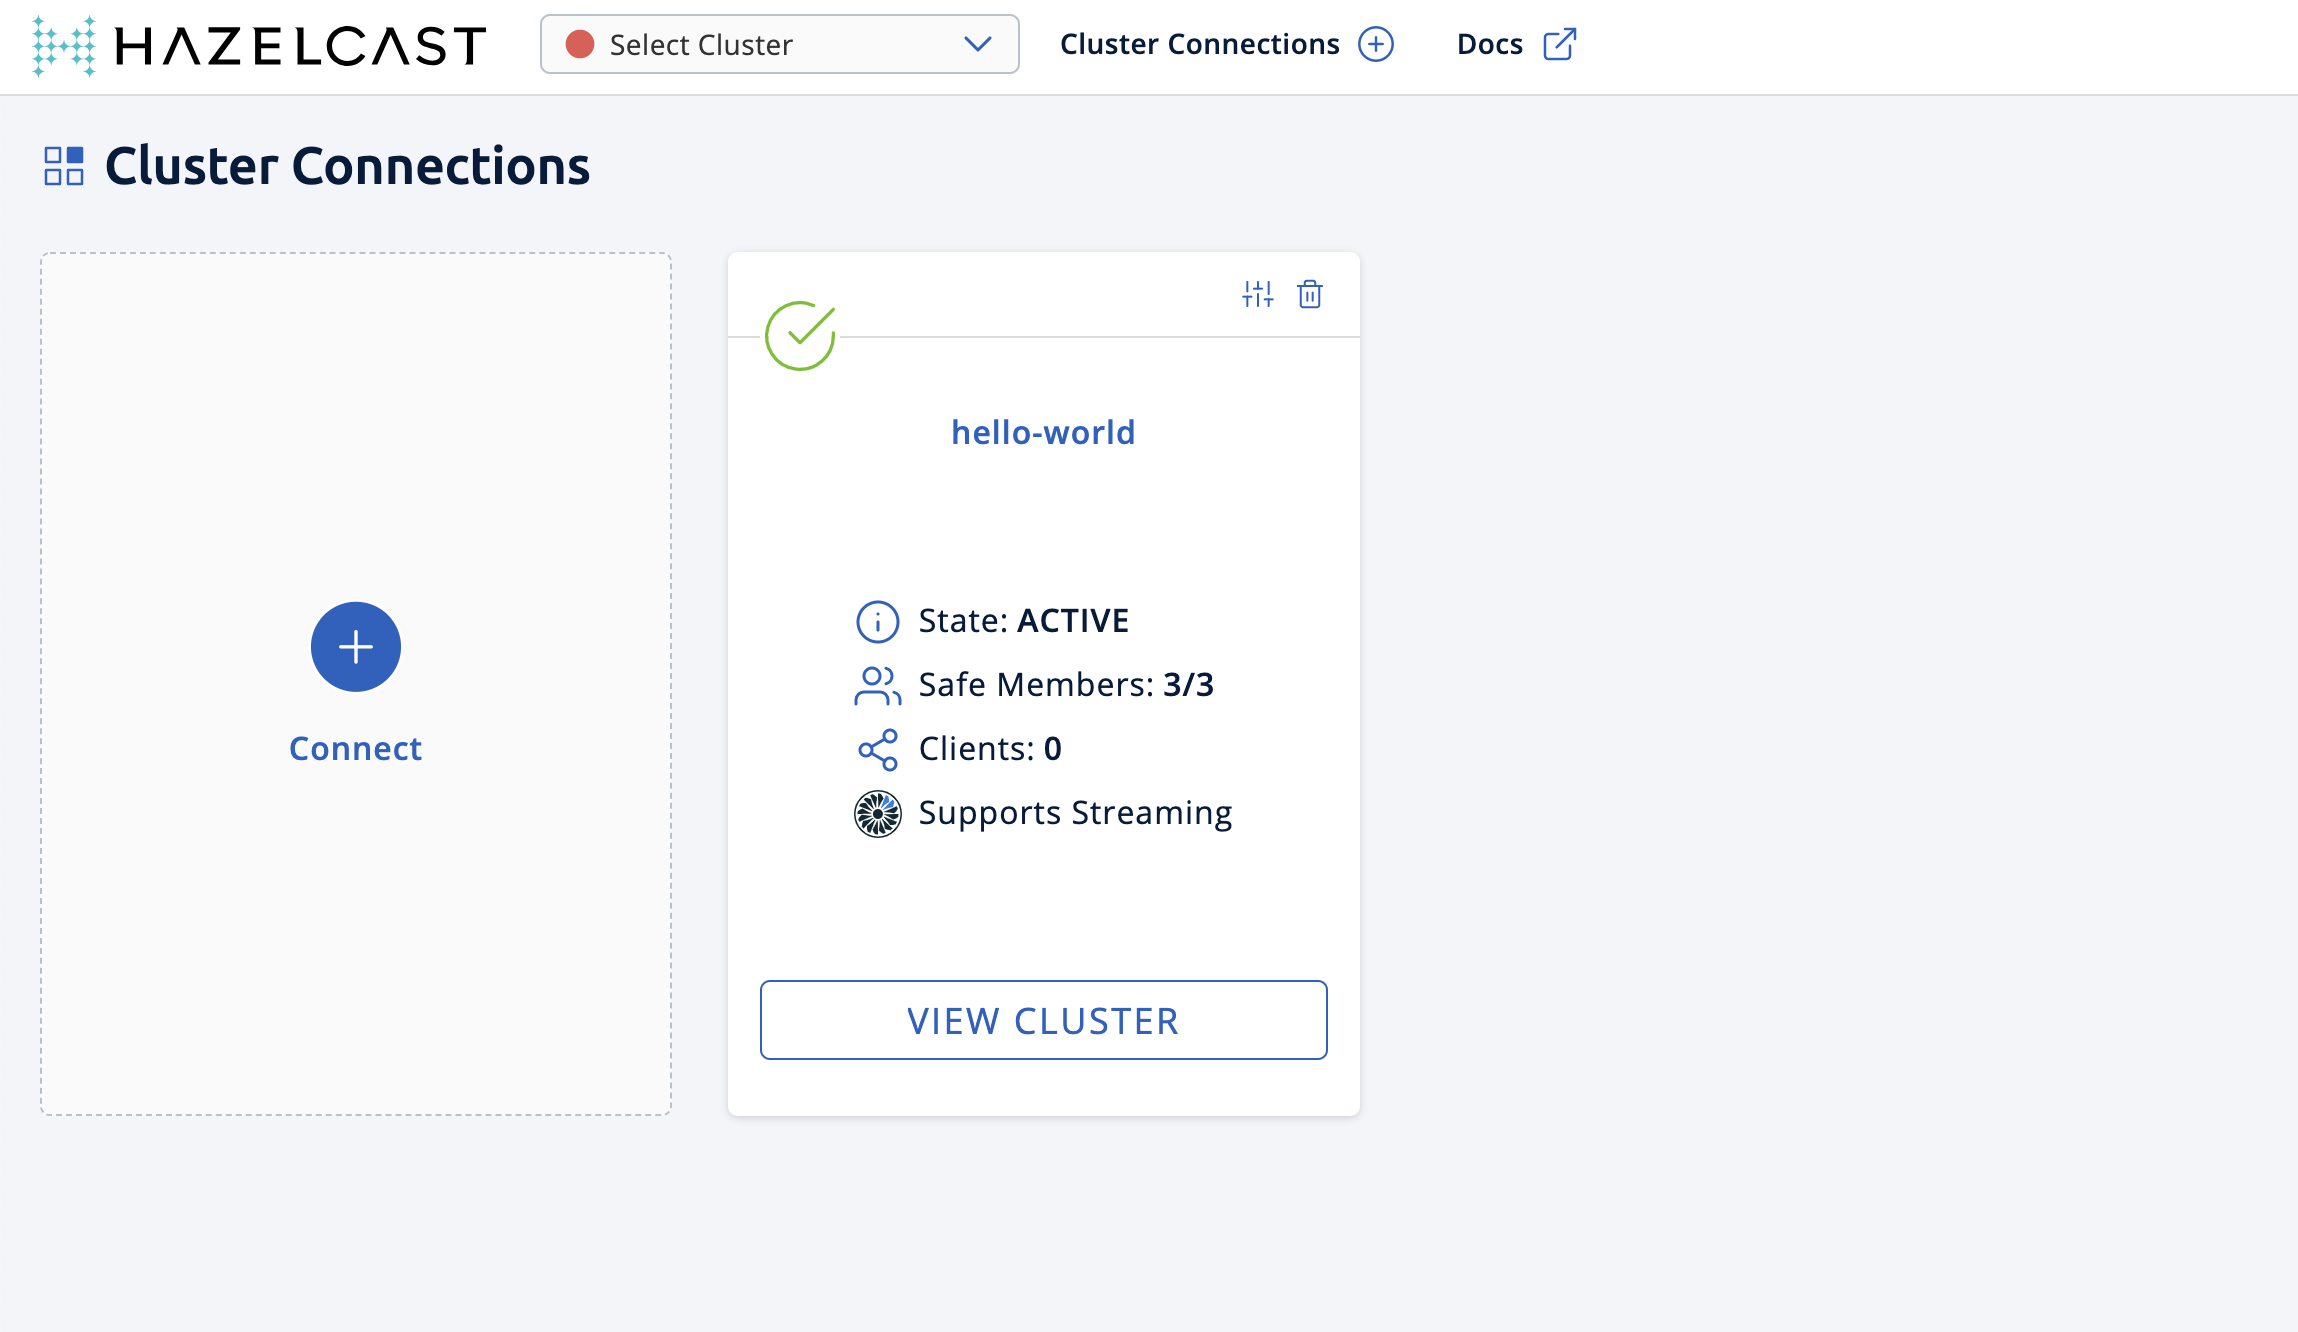 HAZELCAST
Select Cluster
Cluster Connections
Docs
Cluster Connections
Connect
hello-world
State: ACTIVE
Safe Members: 3/3
Clients: 0
Supports Streaming
VIEW CLUSTER